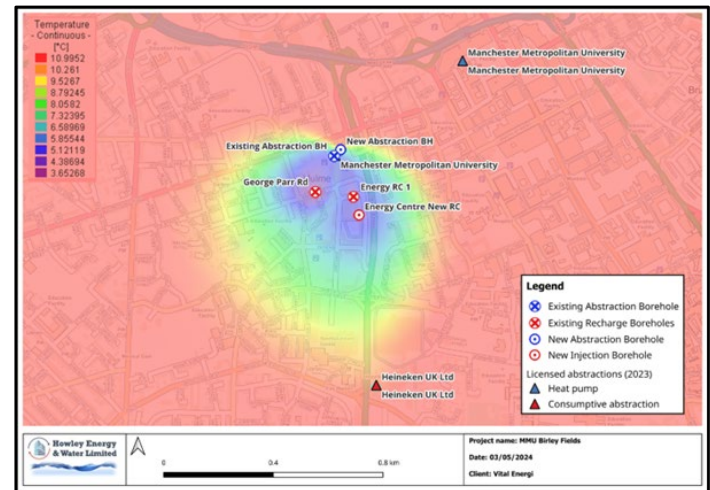 Temperature
- Continuous -
[°C]
10.9952
10.261
9.5267
8.79245
8.0582
7.32395
6.58969
5.85544
5.12119
4.38694
3.65268
Manchester Metropolitan University
Manchester Metropolitan University
New Abstraction BH
Existing Abstraction BH
Manchester Metropolitan University
George Parr Rd
Energy RC 1
Energy Centre New RC
Heineken UK Ltd
Heineken UK Ltd
Legend
Existing Abstraction Borehole
Existing Recharge Boreholes
New Abstraction Borehole
New Injection Borehole
Licensed abstractions (2023)
Heat pump
Consumptive abstraction
Howley Energy
& Water Limited
0
0.4
0.8 km
Project name: MMU Birley Fields
Date: 03/05/2024
Client: Vital Energi